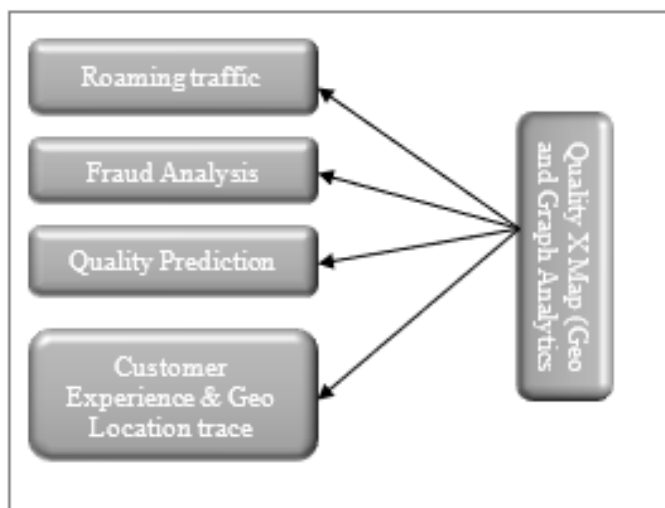 Roaming traffic
Fraud Analysis
Quality Prediction
Customer
Experience & Geo
Location trace
Quality X Map (Geo
and Graph Analytics